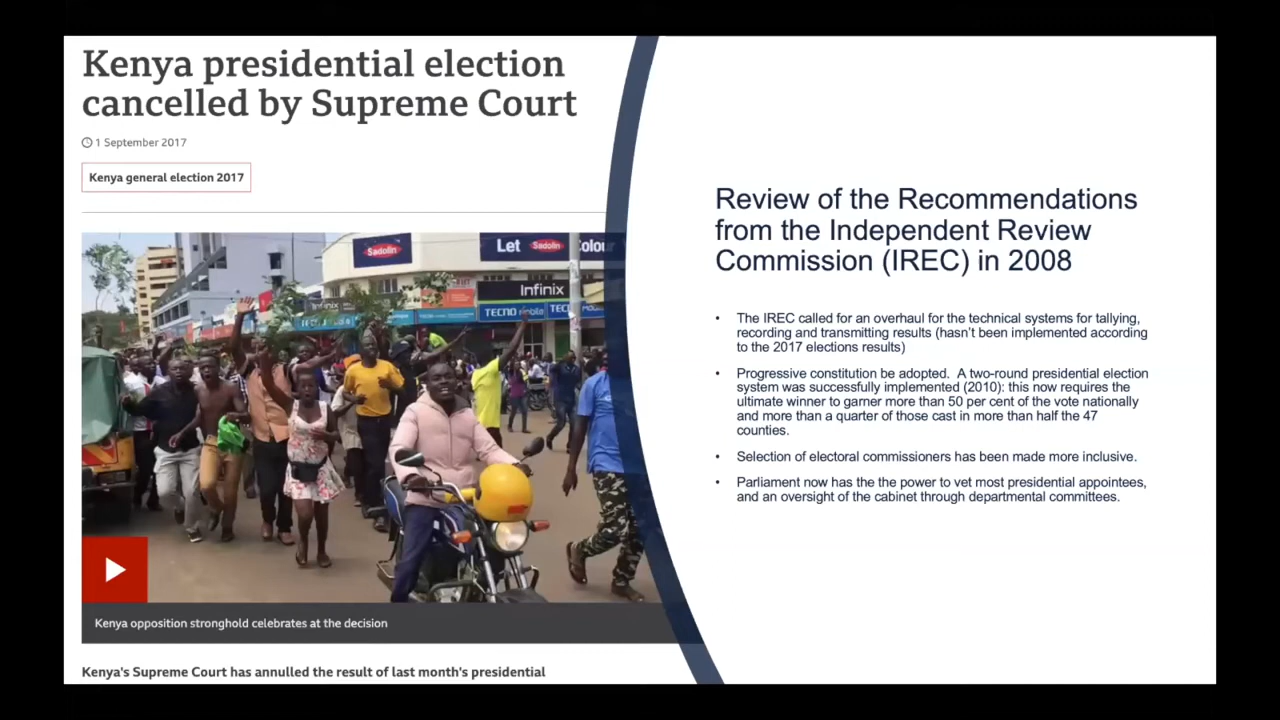 Kenya presidential election
cancelled by Supreme Court
1 September 2017
Kenya general election 2017
Sadolin
Let Sadolin Colou
Infinix
Infinix
TECNO mobile
TECNO
Kenya opposition stronghold celebrates at the decision
Kenya's Supreme Court has annulled the result of last month's presidential
Review of the Recommendations
from the Independent Review
Commission (IREC) in 2008
• The IREC called for an overhaul for the technical systems for tallying,
recording and transmitting results (hasn't been implemented according
to the 2017 elections results)
• Progressive constitution be adopted. A two-round presidential election
system was successfully implemented (2010): this now requires the
ultimate winner to garner more than 50 per cent of the vote nationally
and more than a quarter of those cast in more than half the 47
counties.
• Selection of electoral commissioners has been made more inclusive.
• Parliament now has the the power to vet most presidential appointees,
and an oversight of the cabinet through departmental committees.